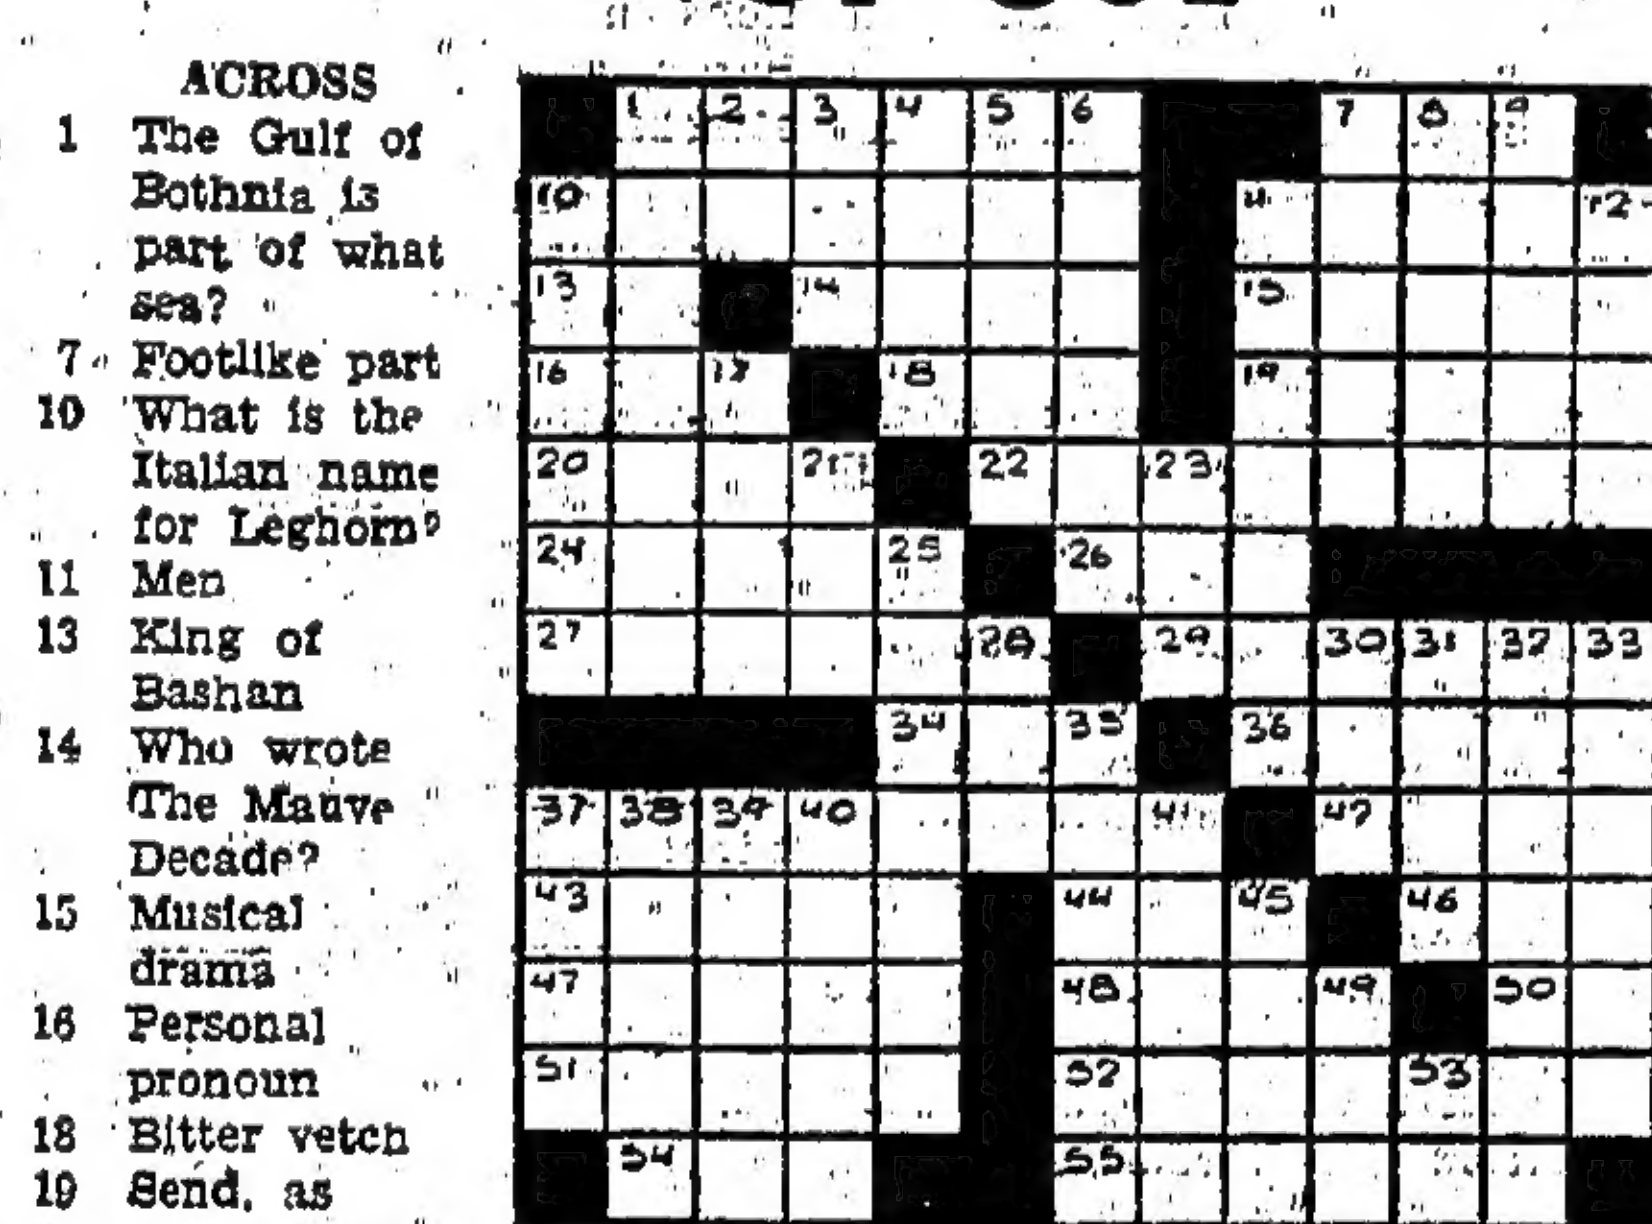 ACROSS
1 The Gulf of
Bothnia is
part of what
sea?
7 Footlike part
10 What is the
Italian name
for Leghorn?
11 Men
13 King of
Bashan
14 Who wrote
The Mauve
Decade?
15 Musical
drama
16 Personal
pronoun
18 Bitter vetch
19 Send, as
1 2 3 4 5 6 7 8 9
10 11 12
13 14 15
16 17 18 19
20 21 22 23
24 25 26
27 28 29 30 31 32 33
34 35 36
37 38 39 40 41 42
43 44 45 46
47 48 49 50
51 52 53
54 55